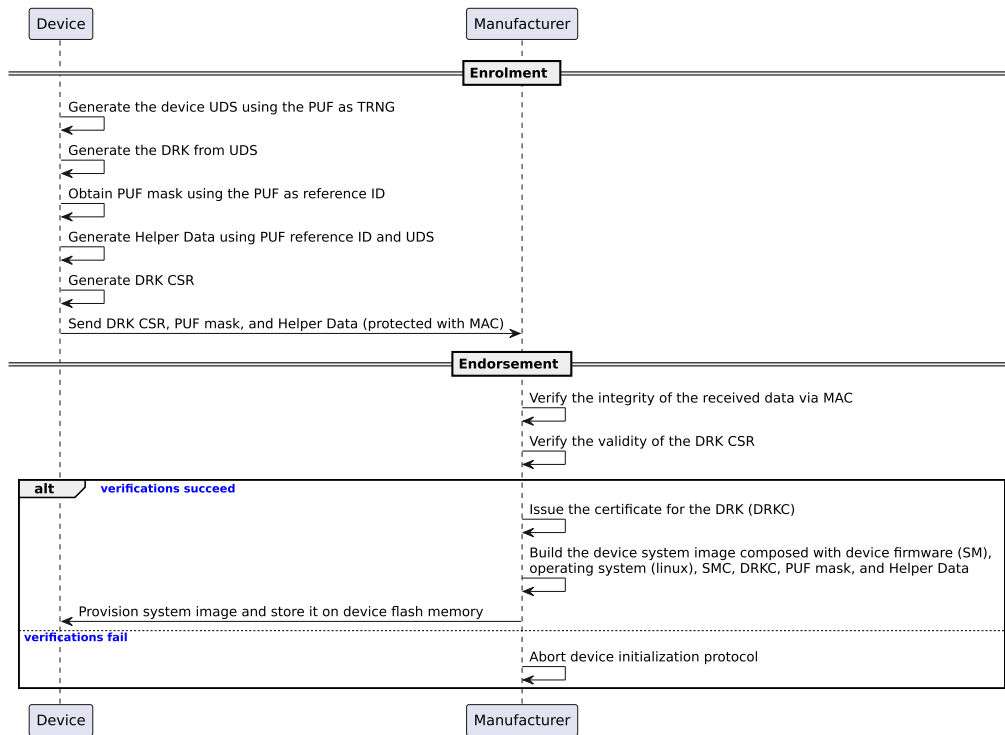 Device
Manufacturer
Enrolment
Generate the device UDS using the PUF as TRNG
Generate the DRK from UDS
Obtain PUF mask using the PUF as reference ID
Generate Helper Data using PUF reference ID and UDS
Generate DRK CSR
Send DRK CSR, PUF mask, and Helper Data (protected with MAC)
Endorsement
Verify the integrity of the received data via MAC
Verify the validity of the DRK CSR
alt
verifications succeed
Issue the certificate for the DRK (DRKC)
Build the device system image composed with device firmware (SM),
operating system (linux), SMC, DRKC, PUF mask, and Helper Data
Provision system image and store it on device flash memory
verifications fail
Abort device initialization protocol
Device
Manufacturer